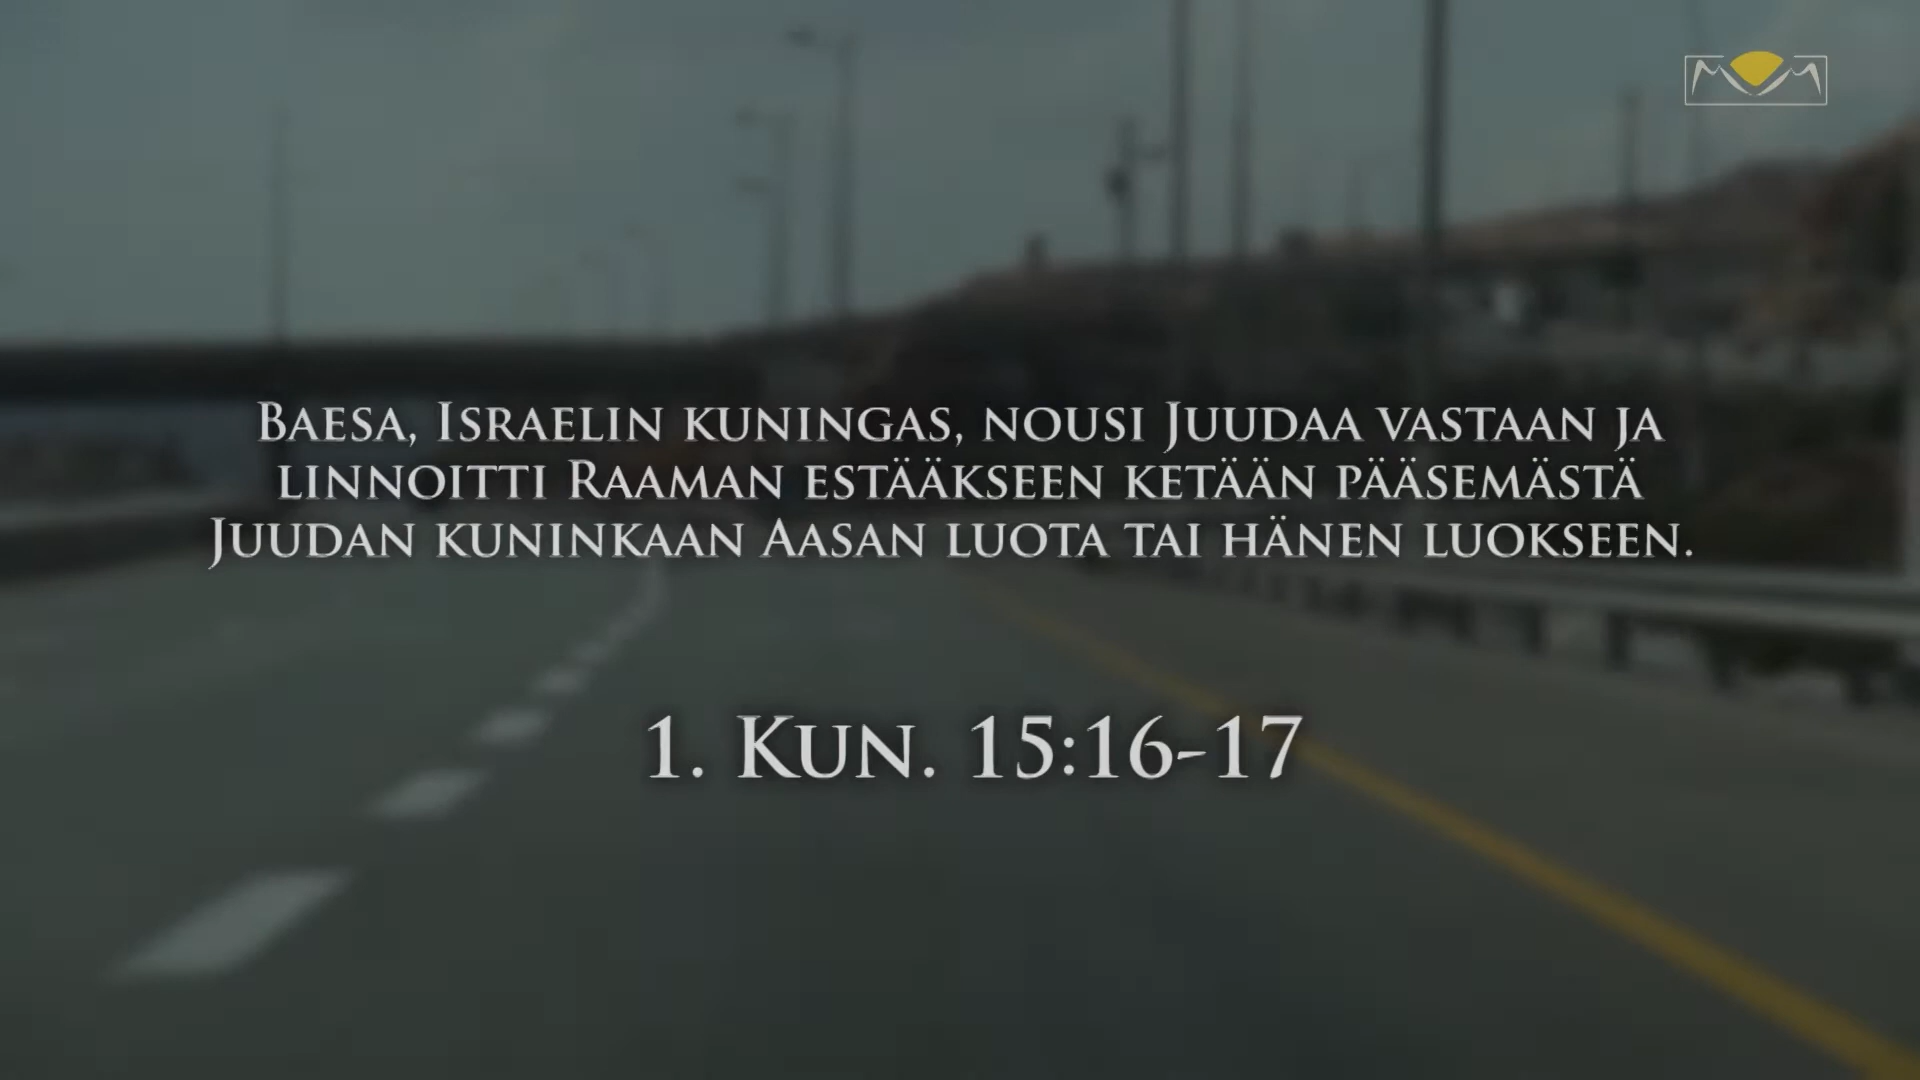 Baesa, Israelin kuningas, nousi Juudaa vastaan ja
linnoitti Raaman estääkseen ketään pääsemästä
Juudan kuninkaan Aasan luota tai hänen luokseen.
1. Kun. 15:16-17